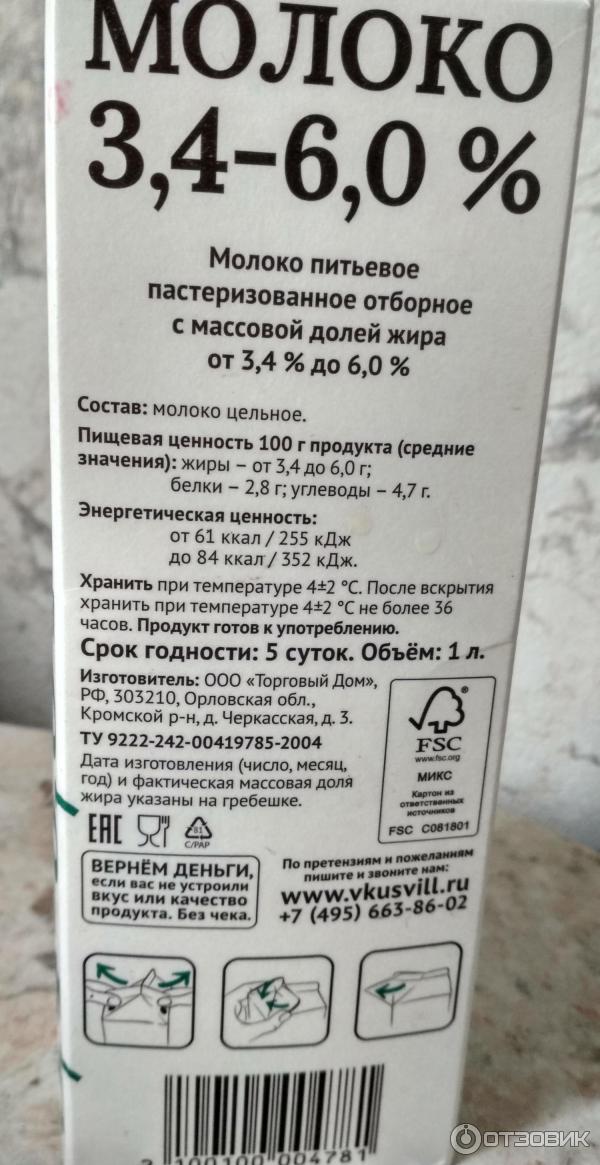 МОЛОКО
3,4-6,0 %
Молоко питьевое
пастеризованное отборное
с массовой долей жира
от 3,4 % до 6,0 %
Состав: молоко цельное.
Пищевая ценность 100 г продукта (средние
значения): жиры – от 3,4 до 6,0 г;
белки – 2,8 г; углеводы – 4,7 г.
Энергетическая ценность:
от 61 ккал / 255 кДж
до 84 ккал / 352 кДж.
Хранить при температуре 4±2 °С. После вскрытия
хранить при температуре 4±2 °С не более 36
часов. Продукт готов к употреблению.
Срок годности: 5 суток. Объём: 1 л.
Изготовитель: ООО «Торговый Дом»,
РФ, 303210, Орловская обл.,
Кромской р-н, д. Черкасская, д. 3.
ТУ 9222-242-00419785-2004
Дата изготовления (число, месяц,
год) и фактическая массовая доля
жира указаны на гребешке.
FSC
www.fsc.org
МИКС
Картон из
ответственных
источников
FSC C081801
EAC
81
C/PAP
ВЕРНЁМ ДЕНЬГИ,
если вас не устроили
вкус или качество
продукта. Без чека.
По претензиям и пожеланиям
пишите и звоните нам:
www.vkusvill.ru
+7 (495) 663-86-02
100100 004781
ОТЗОВИК